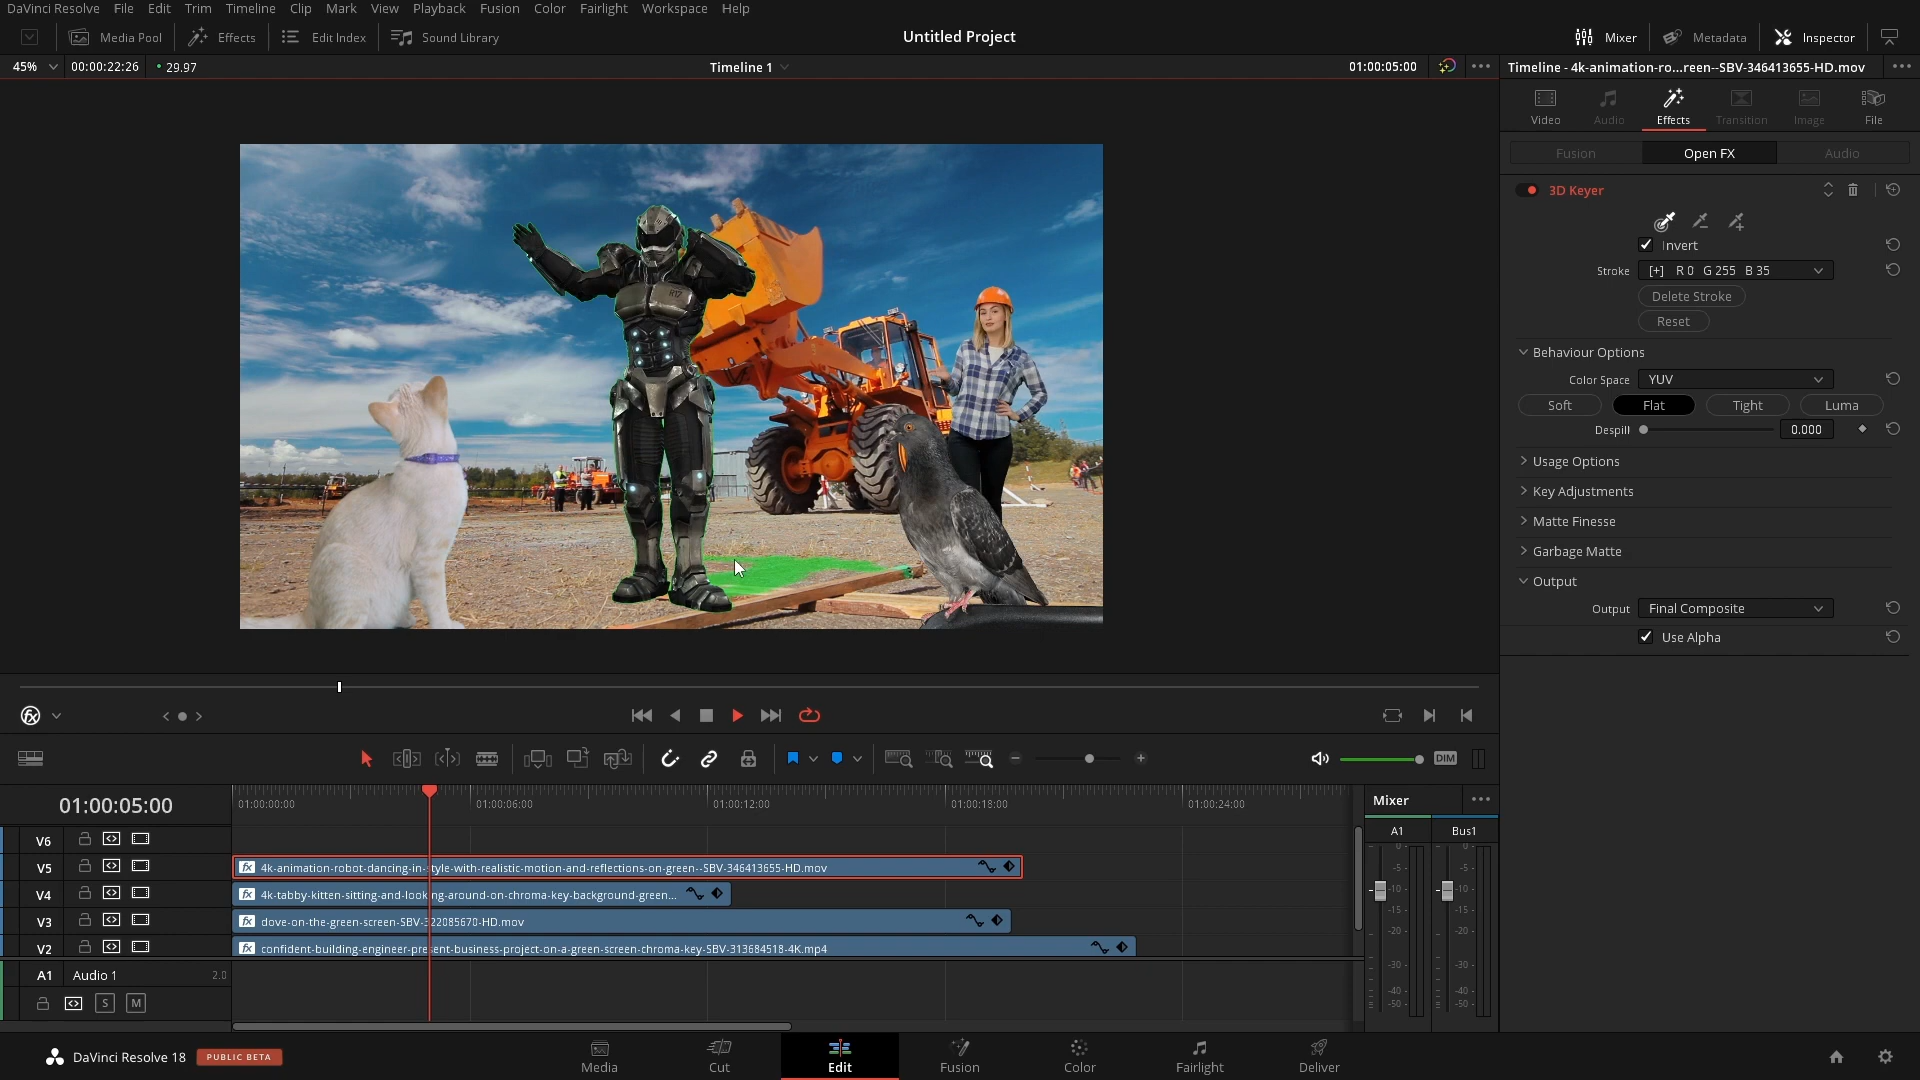 DaVinci Resolve File Edit Trim Timeline Clip Mark View Playback Fusion Color Fairlight Workspace Help
Media Pool Effects Edit Index Sound Library Untitled Project Mixer Metadata Inspector
45% 00:00:22:26 29.97 Timeline 1 01:00:05:00 Timeline - 4k-animation-ro...reen--SBV-346413655-HD.mov
Video Audio Effects Transition Image File
Fusion Open FX Audio
3D Keyer
Invert
Stroke [+] R 0 G 255 B 35
Delete Stroke
Reset
Behaviour Options
Color Space YUV
Soft Flat Tight Luma
Despill 0.000
Usage Options
Key Adjustments
Matte Finesse
Garbage Matte
Output
Output Final Composite
Use Alpha
R17
DIM
01:00:05:00 01:00:00:00 01:00:06:00 01:00:12:00 01:00:18:00 01:00:24:00 Mixer
V6 A1 Bus1
V5 fx 4k-animation-robot-dancing-in-style-with-realistic-motion-and-reflections-on-green--SBV-346413655-HD.mov
V4 fx 4k-tabby-kitten-sitting-and-looking-around-on-chroma-key-background-green...
V3 fx dove-on-the-green-screen-SBV-322085670-HD.mov
V2 fx confident-building-engineer-present-business-project-on-a-green-screen-chroma-key-SBV-313684518-4K.mp4
A1 Audio 1 2.0
S M
0 -5 -10 -15 -20 -30 -40 -50
0 -5 -10 -15 -20 -30 -40 -50
DaVinci Resolve 18 PUBLIC BETA Media Cut Edit Fusion Color Fairlight Deliver